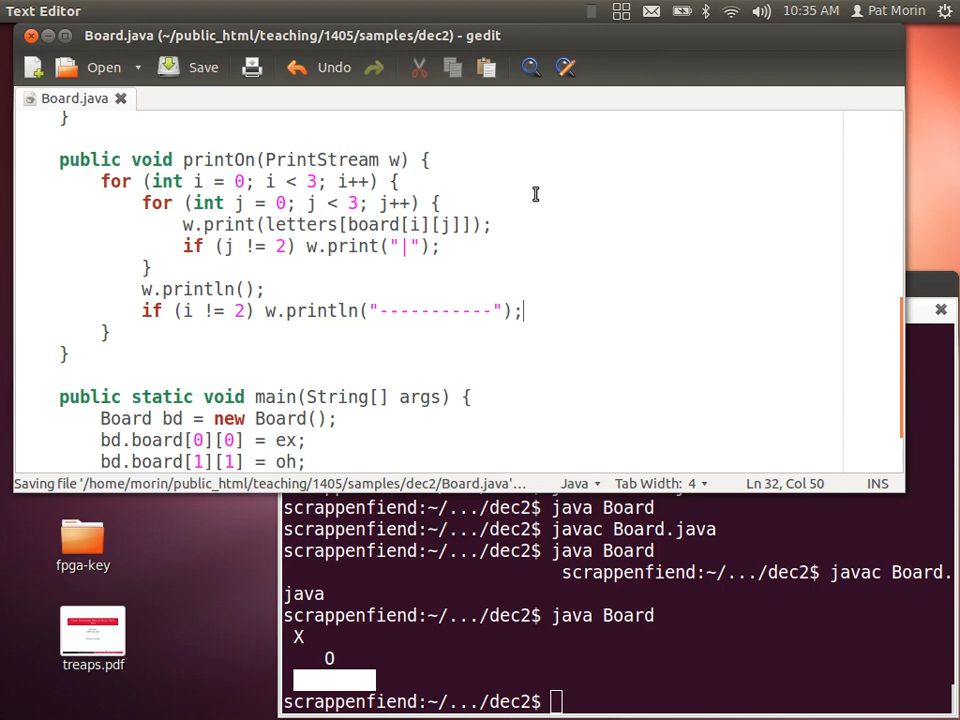 Text Editor 10:35 AM Pat Morin
Board.java (~/public_html/teaching/1405/samples/dec2) - gedit
Open Save Undo
Board.java
}
public void printOn(PrintStream w) {
for (int i = 0; i < 3; i++) {
for (int j = 0; j < 3; j++) {
w.print(letters[board[i][j]]);
if (j != 2) w.print("|");
}
w.println();
if (i != 2) w.println("-----------");
}
}
public static void main(String[] args) {
Board bd = new Board();
bd.board[0][0] = ex;
bd.board[1][1] = oh;
Saving file '/home/morin/public_html/teaching/1405/samples/dec2/Board.java'... Java Tab Width: 4 Ln 32, Col 50 INS
scrappenfiend:~/.../dec2$ java Board
scrappenfiend:~/.../dec2$ javac Board.java
scrappenfiend:~/.../dec2$ java Board
scrappenfiend:~/.../dec2$ javac Board.
java
scrappenfiend:~/.../dec2$ java Board
X
O
scrappenfiend:~/.../dec2$
fpga-key
treaps.pdf